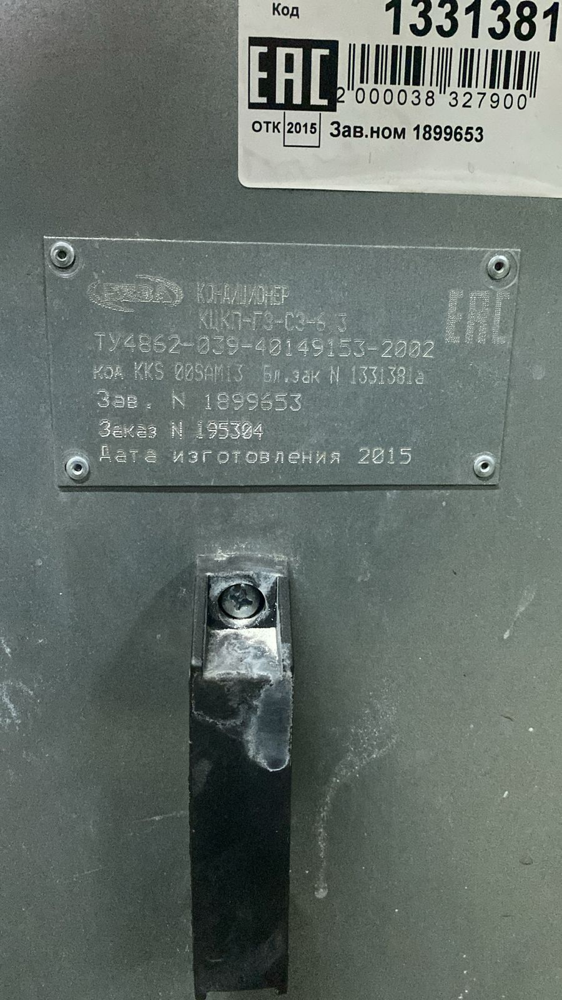 Код 1331381
EAC
2 000038 327900
ОТК 2015 Зав.ном 1899653
ВЕЗА КОНДИЦИОНЕР
КЦКП-ГЗ-СЭ-6,3
EAC
ТУ4862-039-40149153-2002
код KKS 00SAM13 Бл.зак N 1331381а
Зав. N 1899653
Заказ N 195304
Дата изготовления 2015